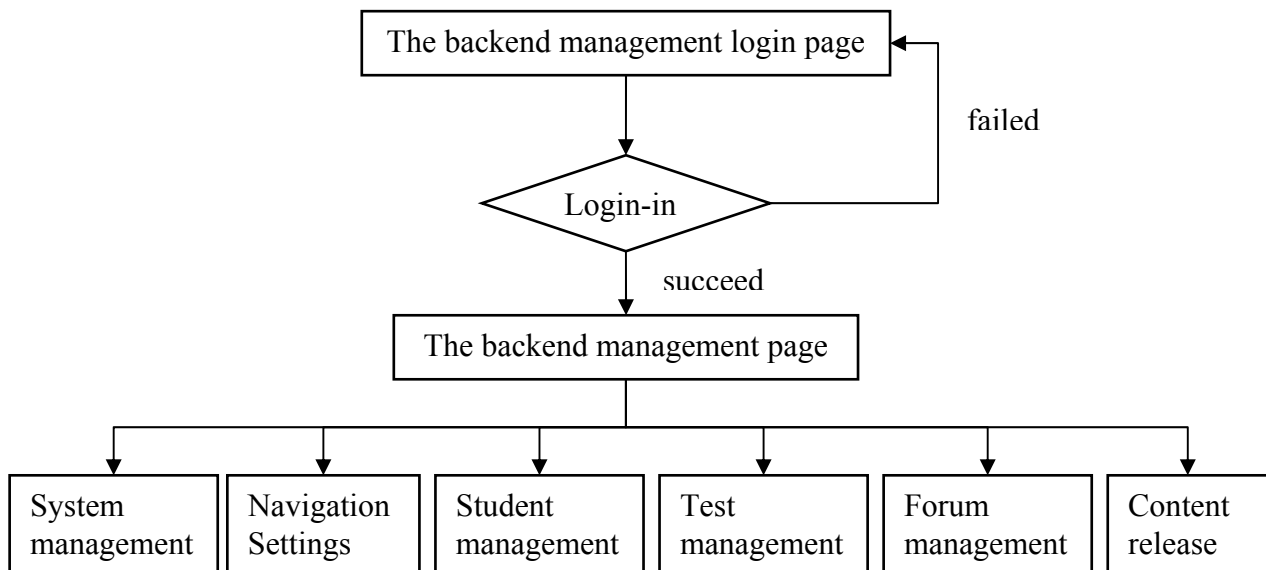 The backend management login page
failed
Login-in
succeed
The backend management page
System
management
Navigation
Settings
Student
management
Test
management
Forum
management
Content
release